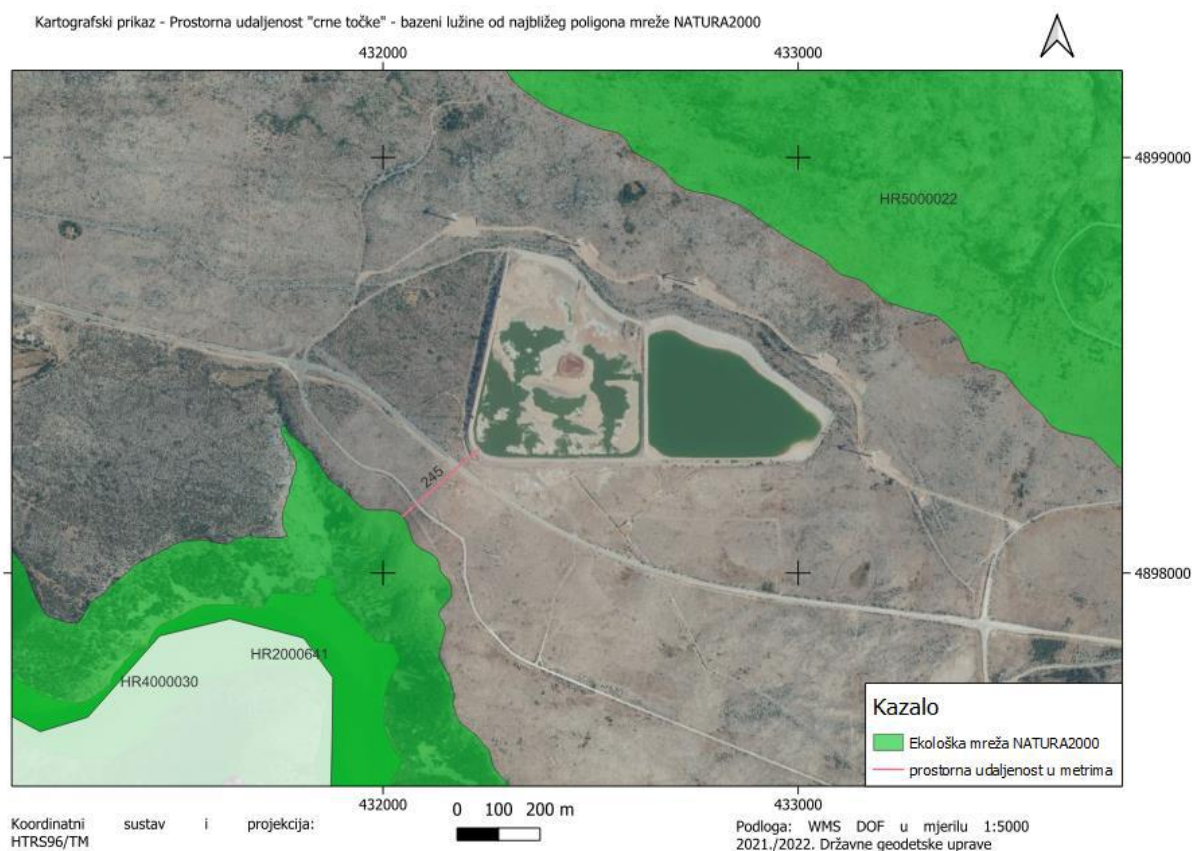 Kartografski prikaz - Prostorna udaljenost "crne točke" - bazeni lužine od najbližeg poligona mreže NATURA2000
432000
433000
4899000
HR5000022
245
4898000
HR2000641
HR4000030
Kazalo
Ekološka mreža NATURA2000
prostorna udaljenost u metrima
432000
433000
Koordinatni sustav i projekcija:
HTRS96/TM
0 100 200 m
Podloga: WMS DOF u mjerilu 1:5000
2021./2022. Državne geodetske uprave